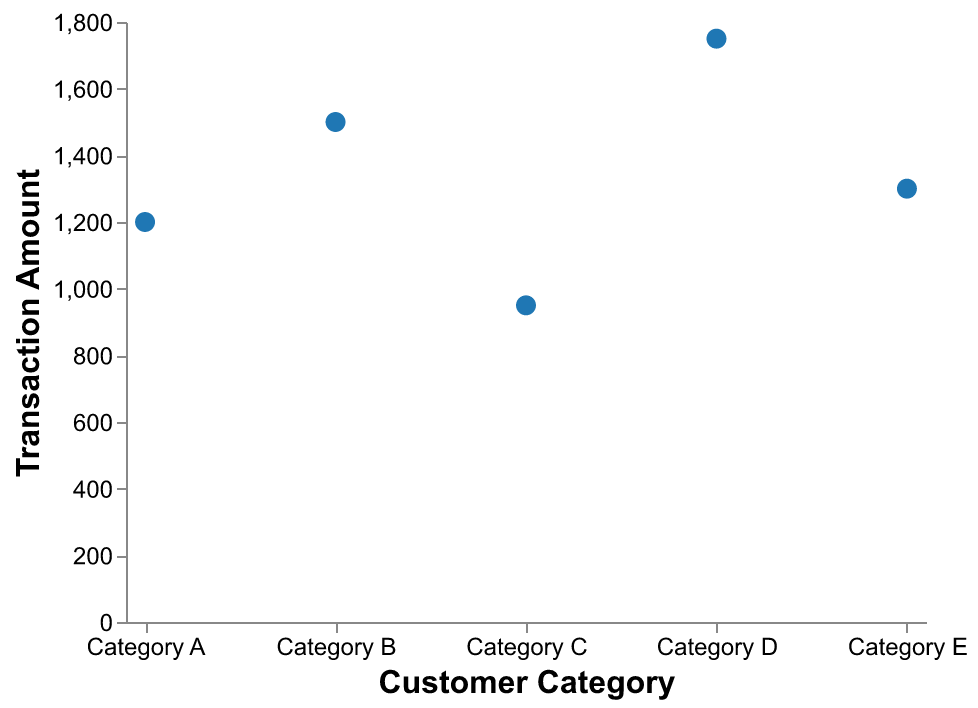 Transaction Amount
1,800
1,600
1,400
1,200
1,000
800
600
400
200
0
Category A
Category B
Category C
Category D
Category E
Customer Category